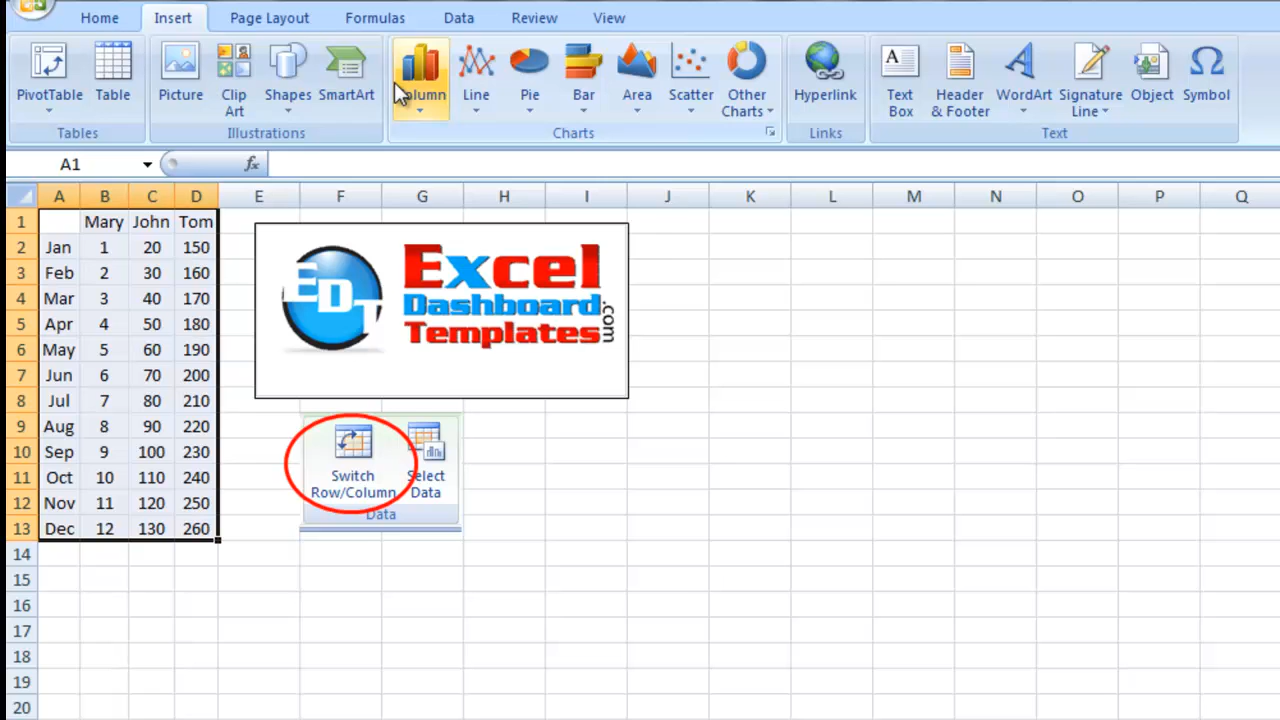 Home Insert Page Layout Formulas Data Review View
PivotTable Table Picture Clip Art Shapes SmartArt Line Pie Bar Area Scatter Other Charts Hyperlink Text Box Header & Footer WordArt Signature Line Object Symbol
Tables Illustrations Charts Links Text
A1 fx
A B C D E F G H I J K L M N O P Q
1 Mary John Tom
2 Jan 1 20 150
3 Feb 2 30 160
4 Mar 3 40 170
5 Apr 4 50 180
6 May 5 60 190
7 Jun 6 70 200
8 Jul 7 80 210
9 Aug 8 90 220
10 Sep 9 100 230
11 Oct 10 110 240
12 Nov 11 120 250
13 Dec 12 130 260
14
15
16
17
18
19
20
EDT
Excel
Dashboard
Templates
.com
Switch
Row/Column
Select
Data
Data